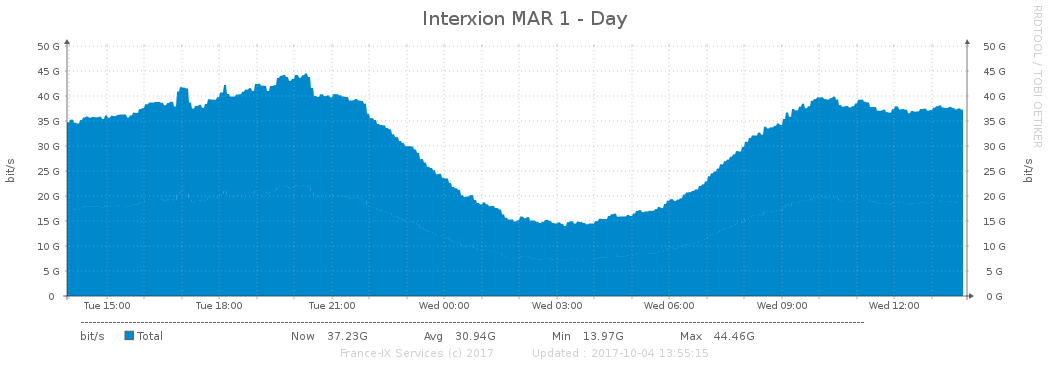 Interxion MAR 1 - Day
RRDTOOL / TOBI OETIKER
50 G 50 G
45 G 45 G
40 G 40 G
35 G 35 G
30 G 30 G
25 G 25 G
20 G 20 G
15 G 15 G
10 G 10 G
5 G 5 G
0 0 G
bit/s bit/s
Tue 15:00 Tue 18:00 Tue 21:00 Wed 00:00 Wed 03:00 Wed 06:00 Wed 09:00 Wed 12:00
bit/s Total Now 37.23G Avg 30.94G Min 13.97G Max 44.46G
France-IX Services (c) 2017 Updated : 2017-10-04 13:55:15